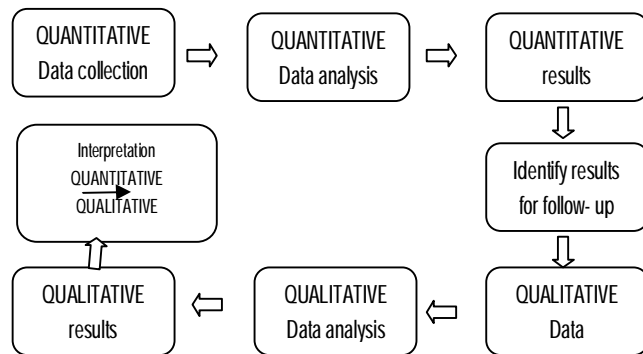 QUANTITATIVE
Data collection
QUANTITATIVE
Data analysis
QUANTITATIVE
results
Identify results
for follow- up
QUALITATIVE
Data
QUALITATIVE
Data analysis
QUALITATIVE
results
Interpretation
QUANTITATIVE
QUALITATIVE